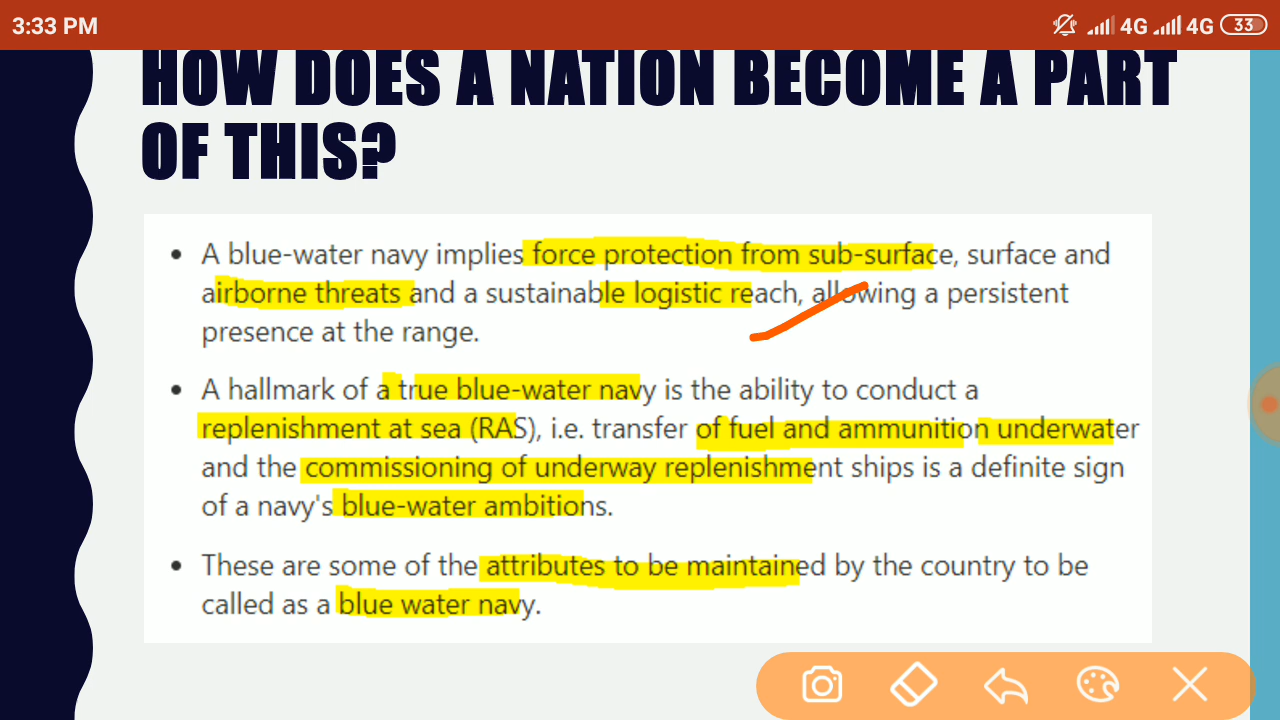 3:33 PM 4G 4G 33
HOW DOES A NATION BECOME A PART
OF THIS?
• A blue-water navy implies force protection from sub-surface, surface and
airborne threats and a sustainable logistic reach, allowing a persistent
presence at the range.
• A hallmark of a true blue-water navy is the ability to conduct a
replenishment at sea (RAS), i.e. transfer of fuel and ammunition underwater
and the commissioning of underway replenishment ships is a definite sign
of a navy's blue-water ambitions.
• These are some of the attributes to be maintained by the country to be
called as a blue water navy.